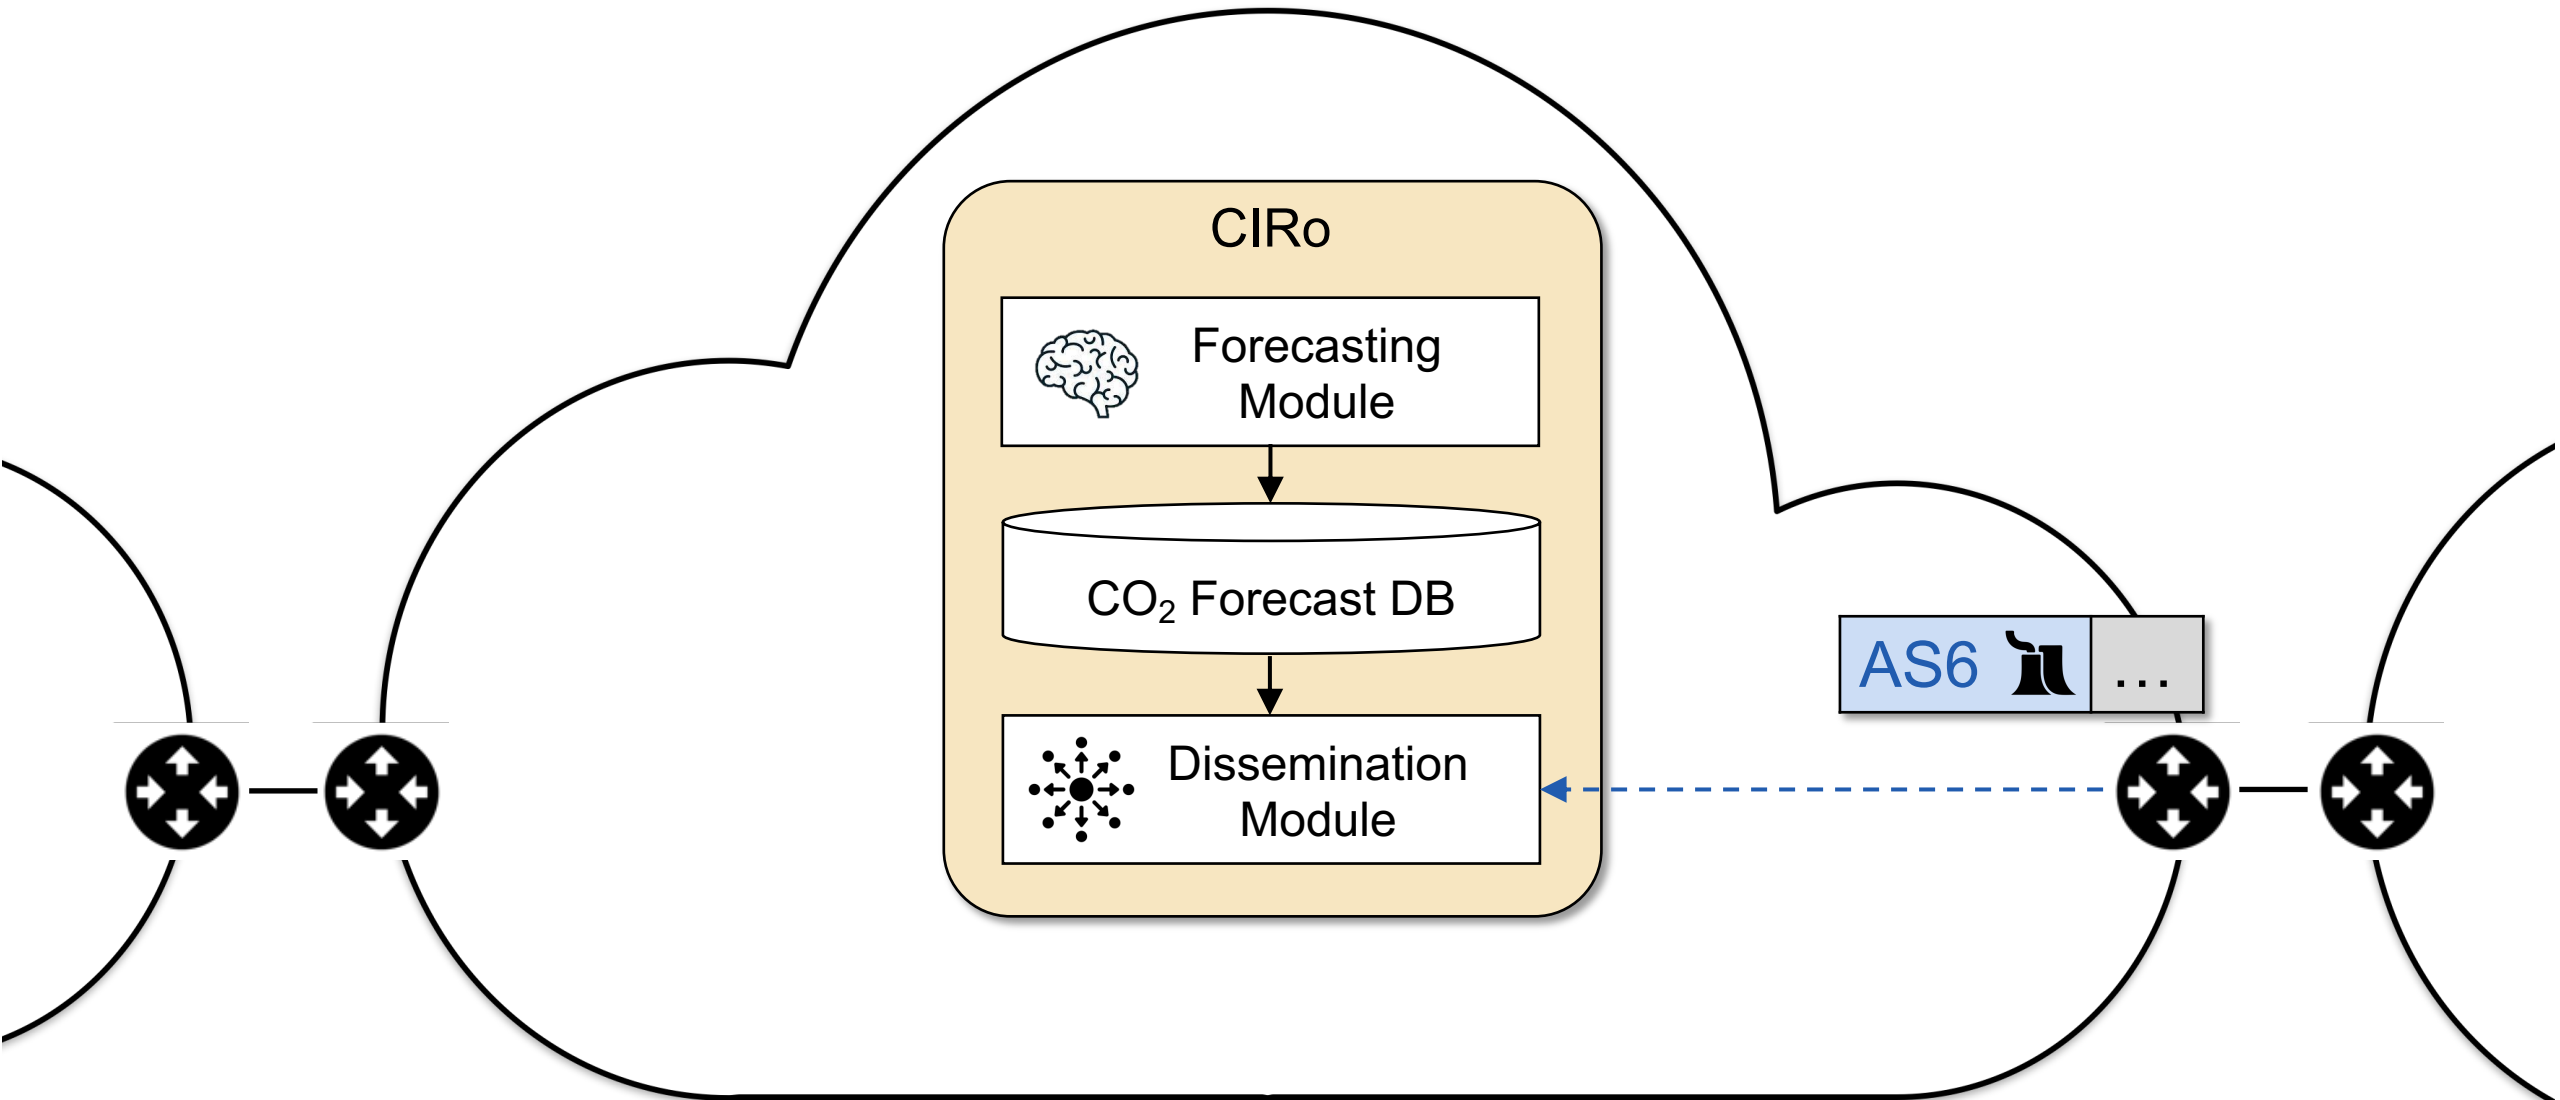 CIRo
Forecasting
Module
CO₂ Forecast DB
AS6 ...
Dissemination
Module